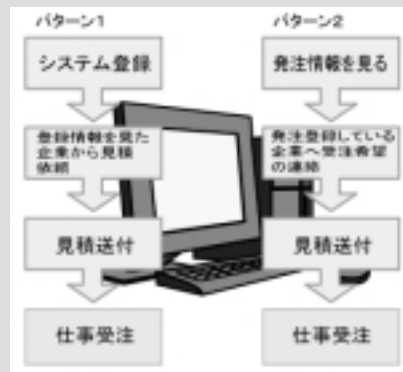 パターン1
システム登録
登録情報を見た
企業から見積
依頼
見積送付
仕事受注
パターン2
発注情報を見る
発注登録している
企業へ受注希望
の連絡
見積送付
仕事受注